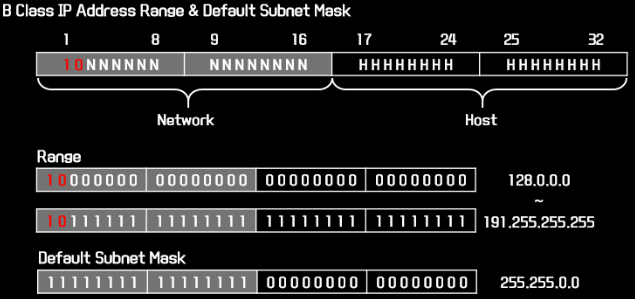 B Class IP Address Range & Default Subnet Mask
1 8 9 16 17 24 25 32
10NNNNNN NNNNNNNN HHHHHHHH HHHHHHHH
Network Host
Range
10000000 00000000 00000000 00000000 128.0.0.0
~
10111111 11111111 11111111 11111111 191.255.255.255
Default Subnet Mask
11111111 11111111 00000000 00000000 255.255.0.0